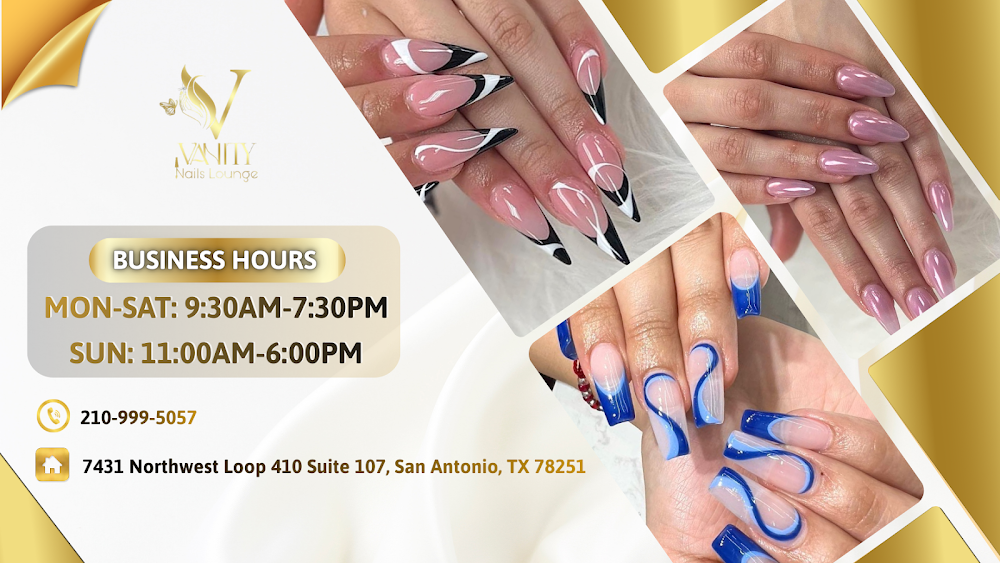 V
VANITY
Nails Lounge
BUSINESS HOURS
MON-SAT: 9:30AM-7:30PM
SUN: 11:00AM-6:00PM
210-999-5057
7431 Northwest Loop 410 Suite 107, San Antonio, TX 78251